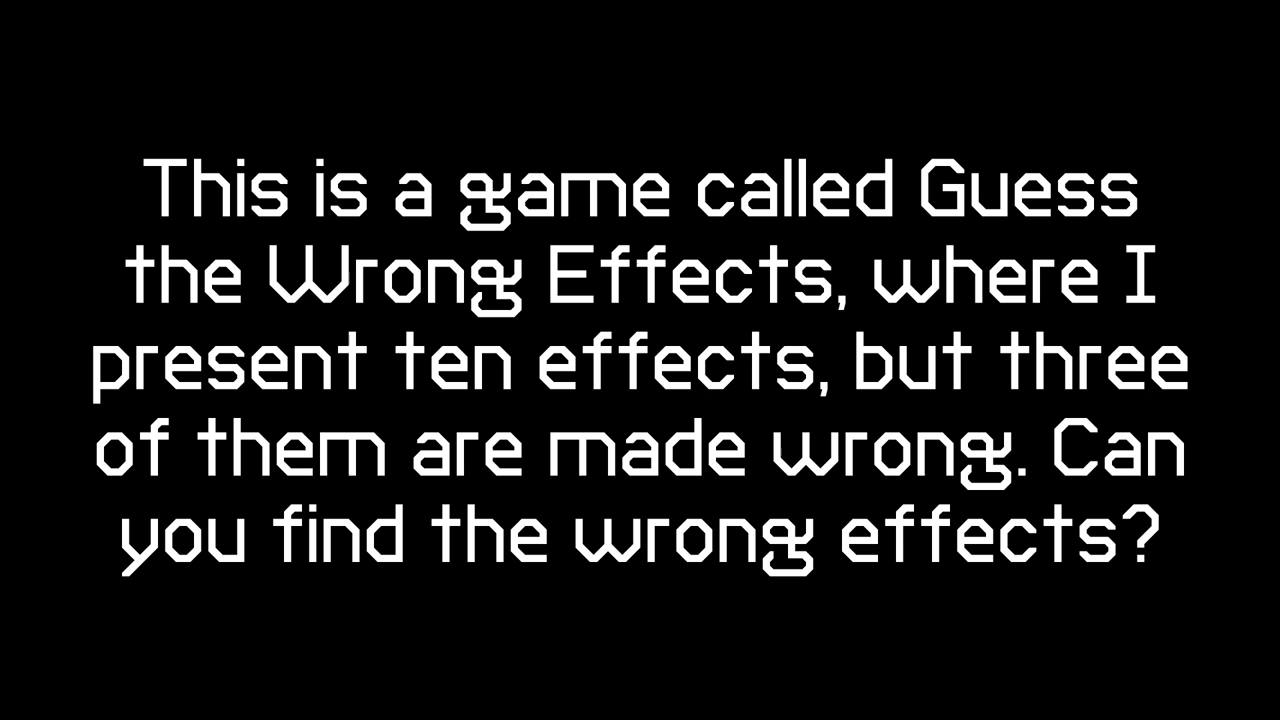 This is a game called Guess
the Wrong Effects, where I
present ten effects, but three
of them are made wrong. Can
you find the wrong effects?